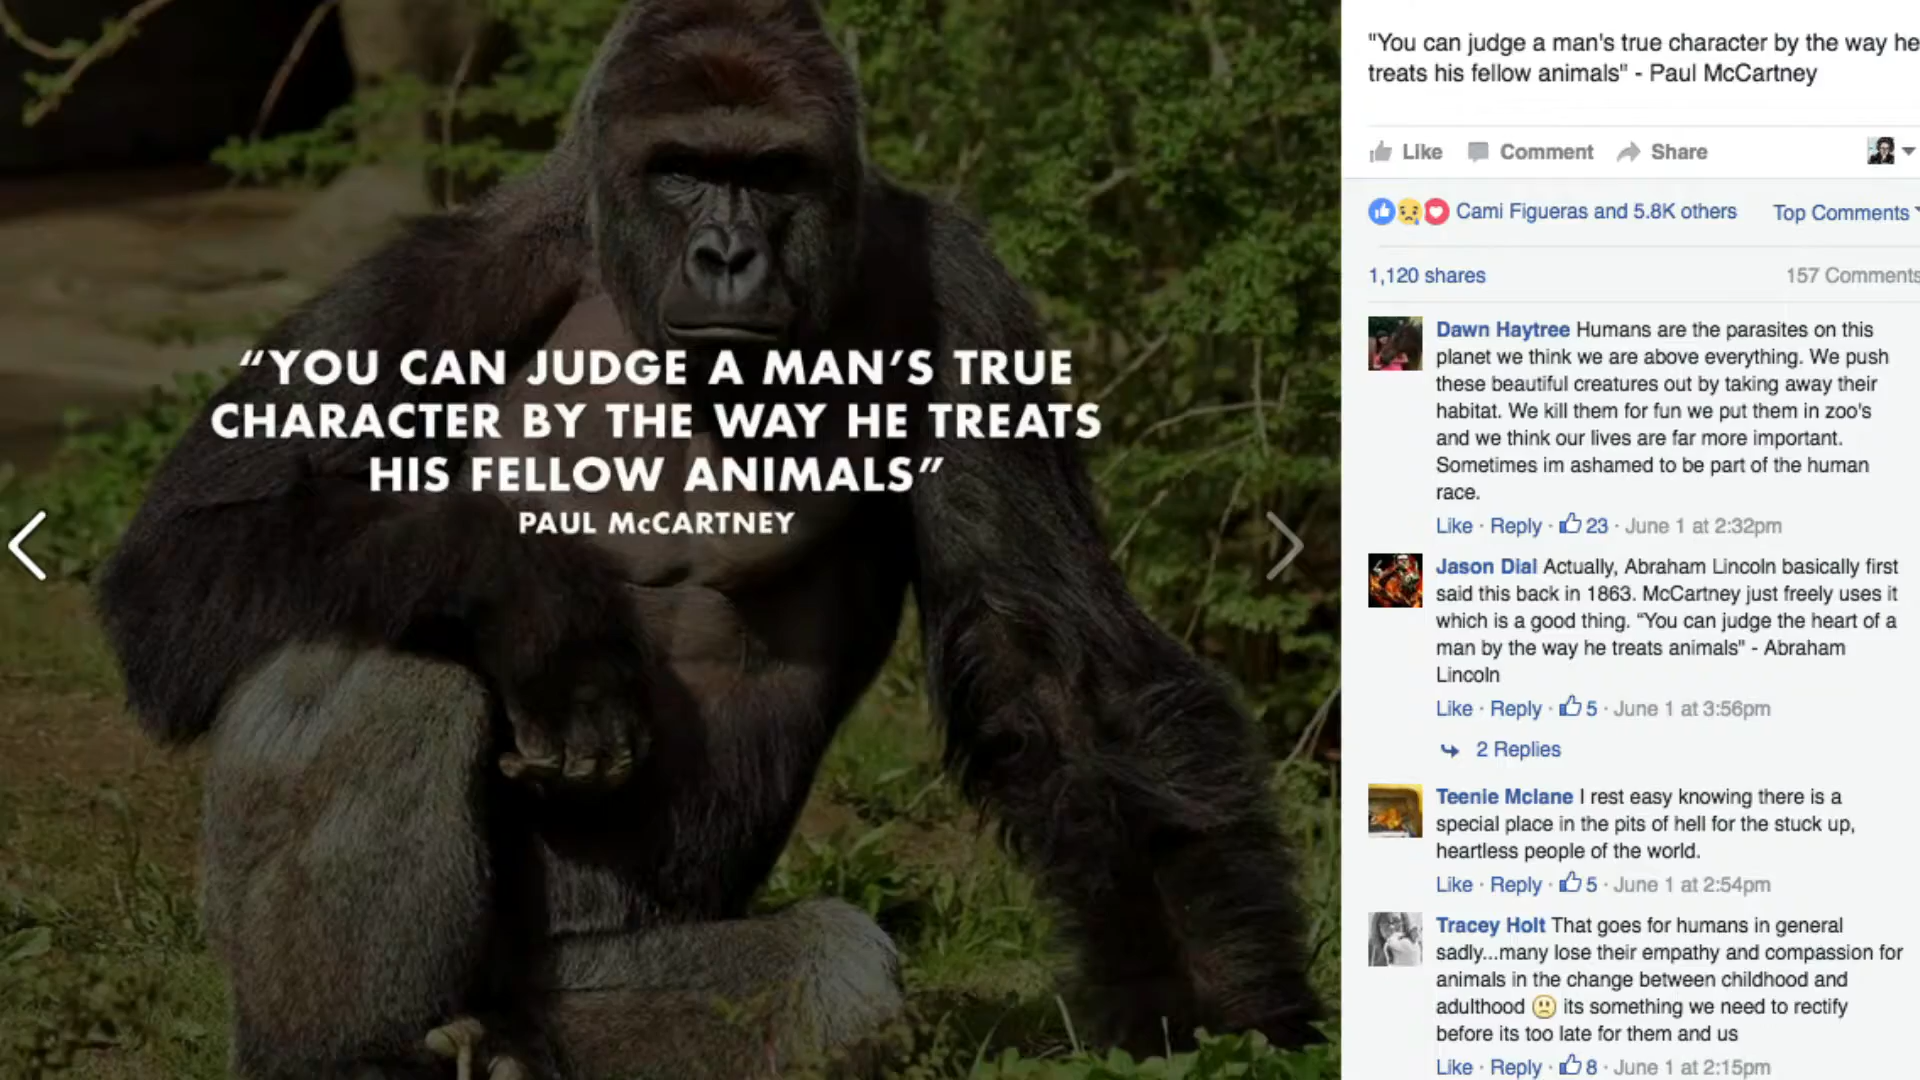 “YOU CAN JUDGE A MAN’S TRUE
CHARACTER BY THE WAY HE TREATS
HIS FELLOW ANIMALS”
PAUL McCARTNEY
"You can judge a man's true character by the way he
treats his fellow animals" - Paul McCartney
Like Comment Share
Cami Figueras and 5.8K others Top Comments
1,120 shares 157 Comments
Dawn Haytree Humans are the parasites on this
planet we think we are above everything. We push
these beautiful creatures out by taking away their
habitat. We kill them for fun we put them in zoo's
and we think our lives are far more important.
Sometimes im ashamed to be part of the human
race.
Like · Reply · 23 · June 1 at 2:32pm
Jason Dial Actually, Abraham Lincoln basically first
said this back in 1863. McCartney just freely uses it
which is a good thing. “You can judge the heart of a
man by the way he treats animals" - Abraham
Lincoln
Like · Reply · 5 · June 1 at 3:56pm
2 Replies
Teenie Mclane I rest easy knowing there is a
special place in the pits of hell for the stuck up,
heartless people of the world.
Like · Reply · 5 · June 1 at 2:54pm
Tracey Holt That goes for humans in general
sadly...many lose their empathy and compassion for
animals in the change between childhood and
adulthood its something we need to rectify
before its too late for them and us
Like · Reply · 8 · June 1 at 2:15pm